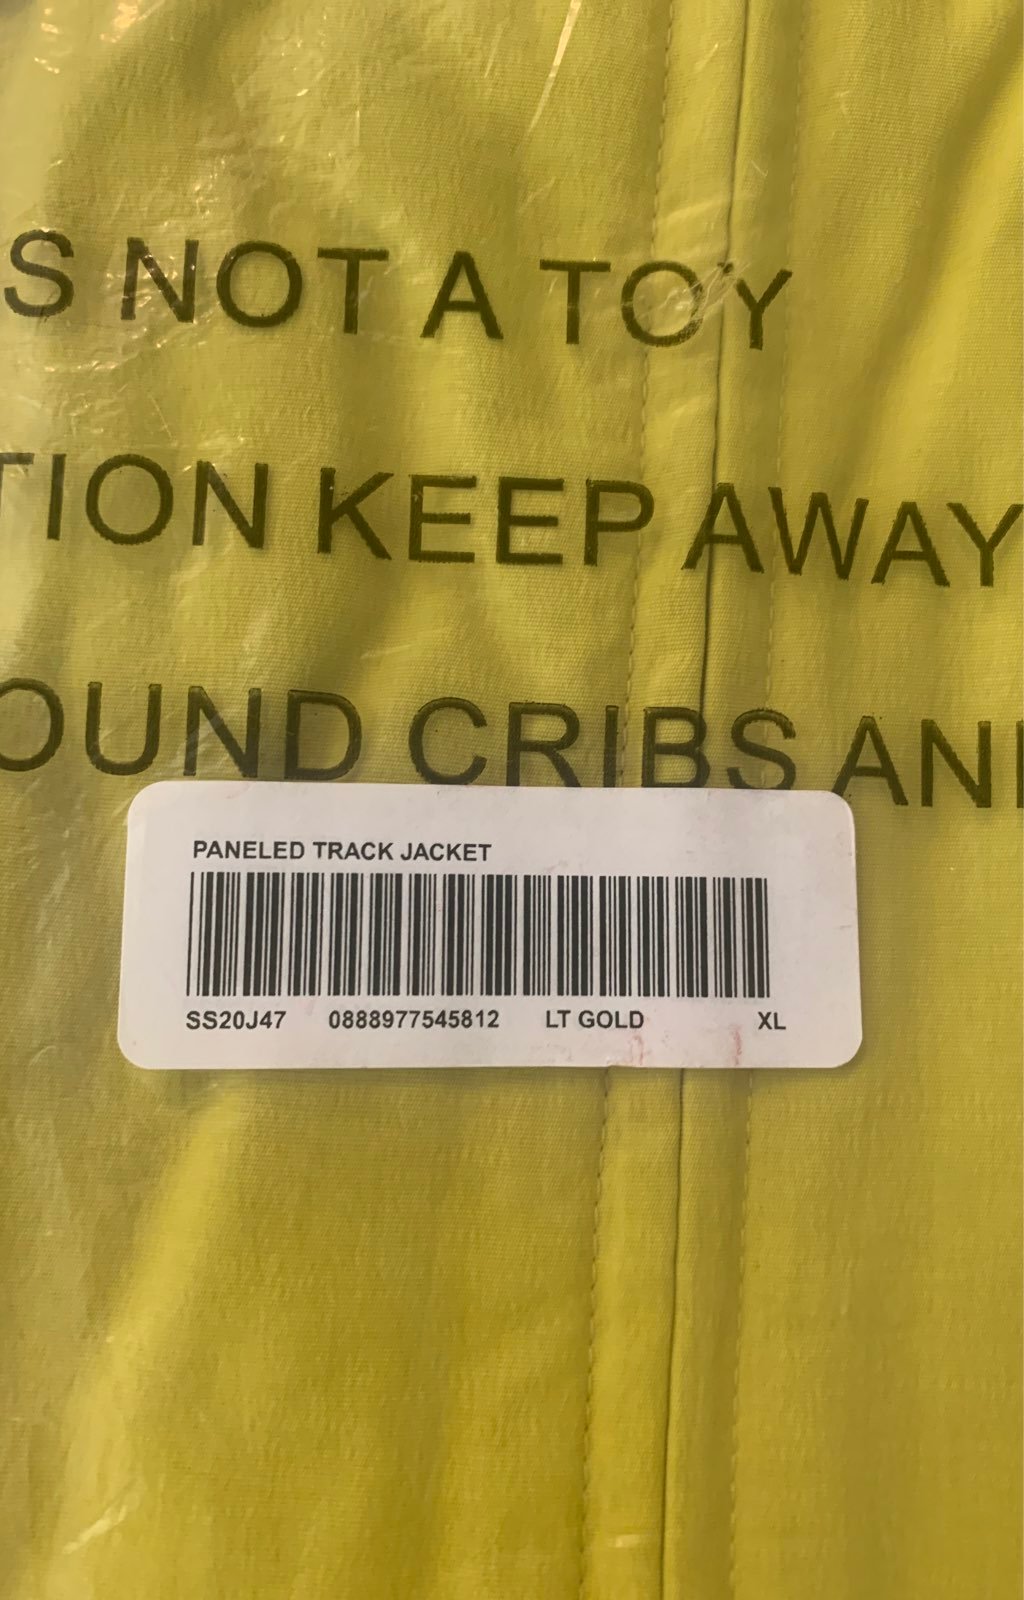 S NOT A TOY
TION KEEP AWAY
OUND CRIBS AN
PANELED TRACK JACKET
SS20J47 0888977545812 LT GOLD XL